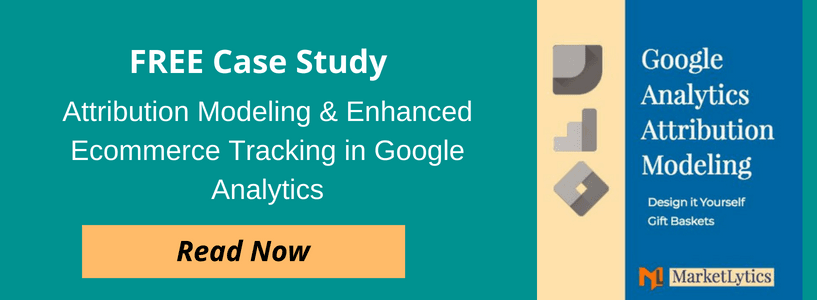 FREE Case Study
Attribution Modeling & Enhanced
Ecommerce Tracking in Google
Analytics
Read Now
Google
Analytics
Attribution
Modeling
Design it Yourself
Gift Baskets
MarketLytics